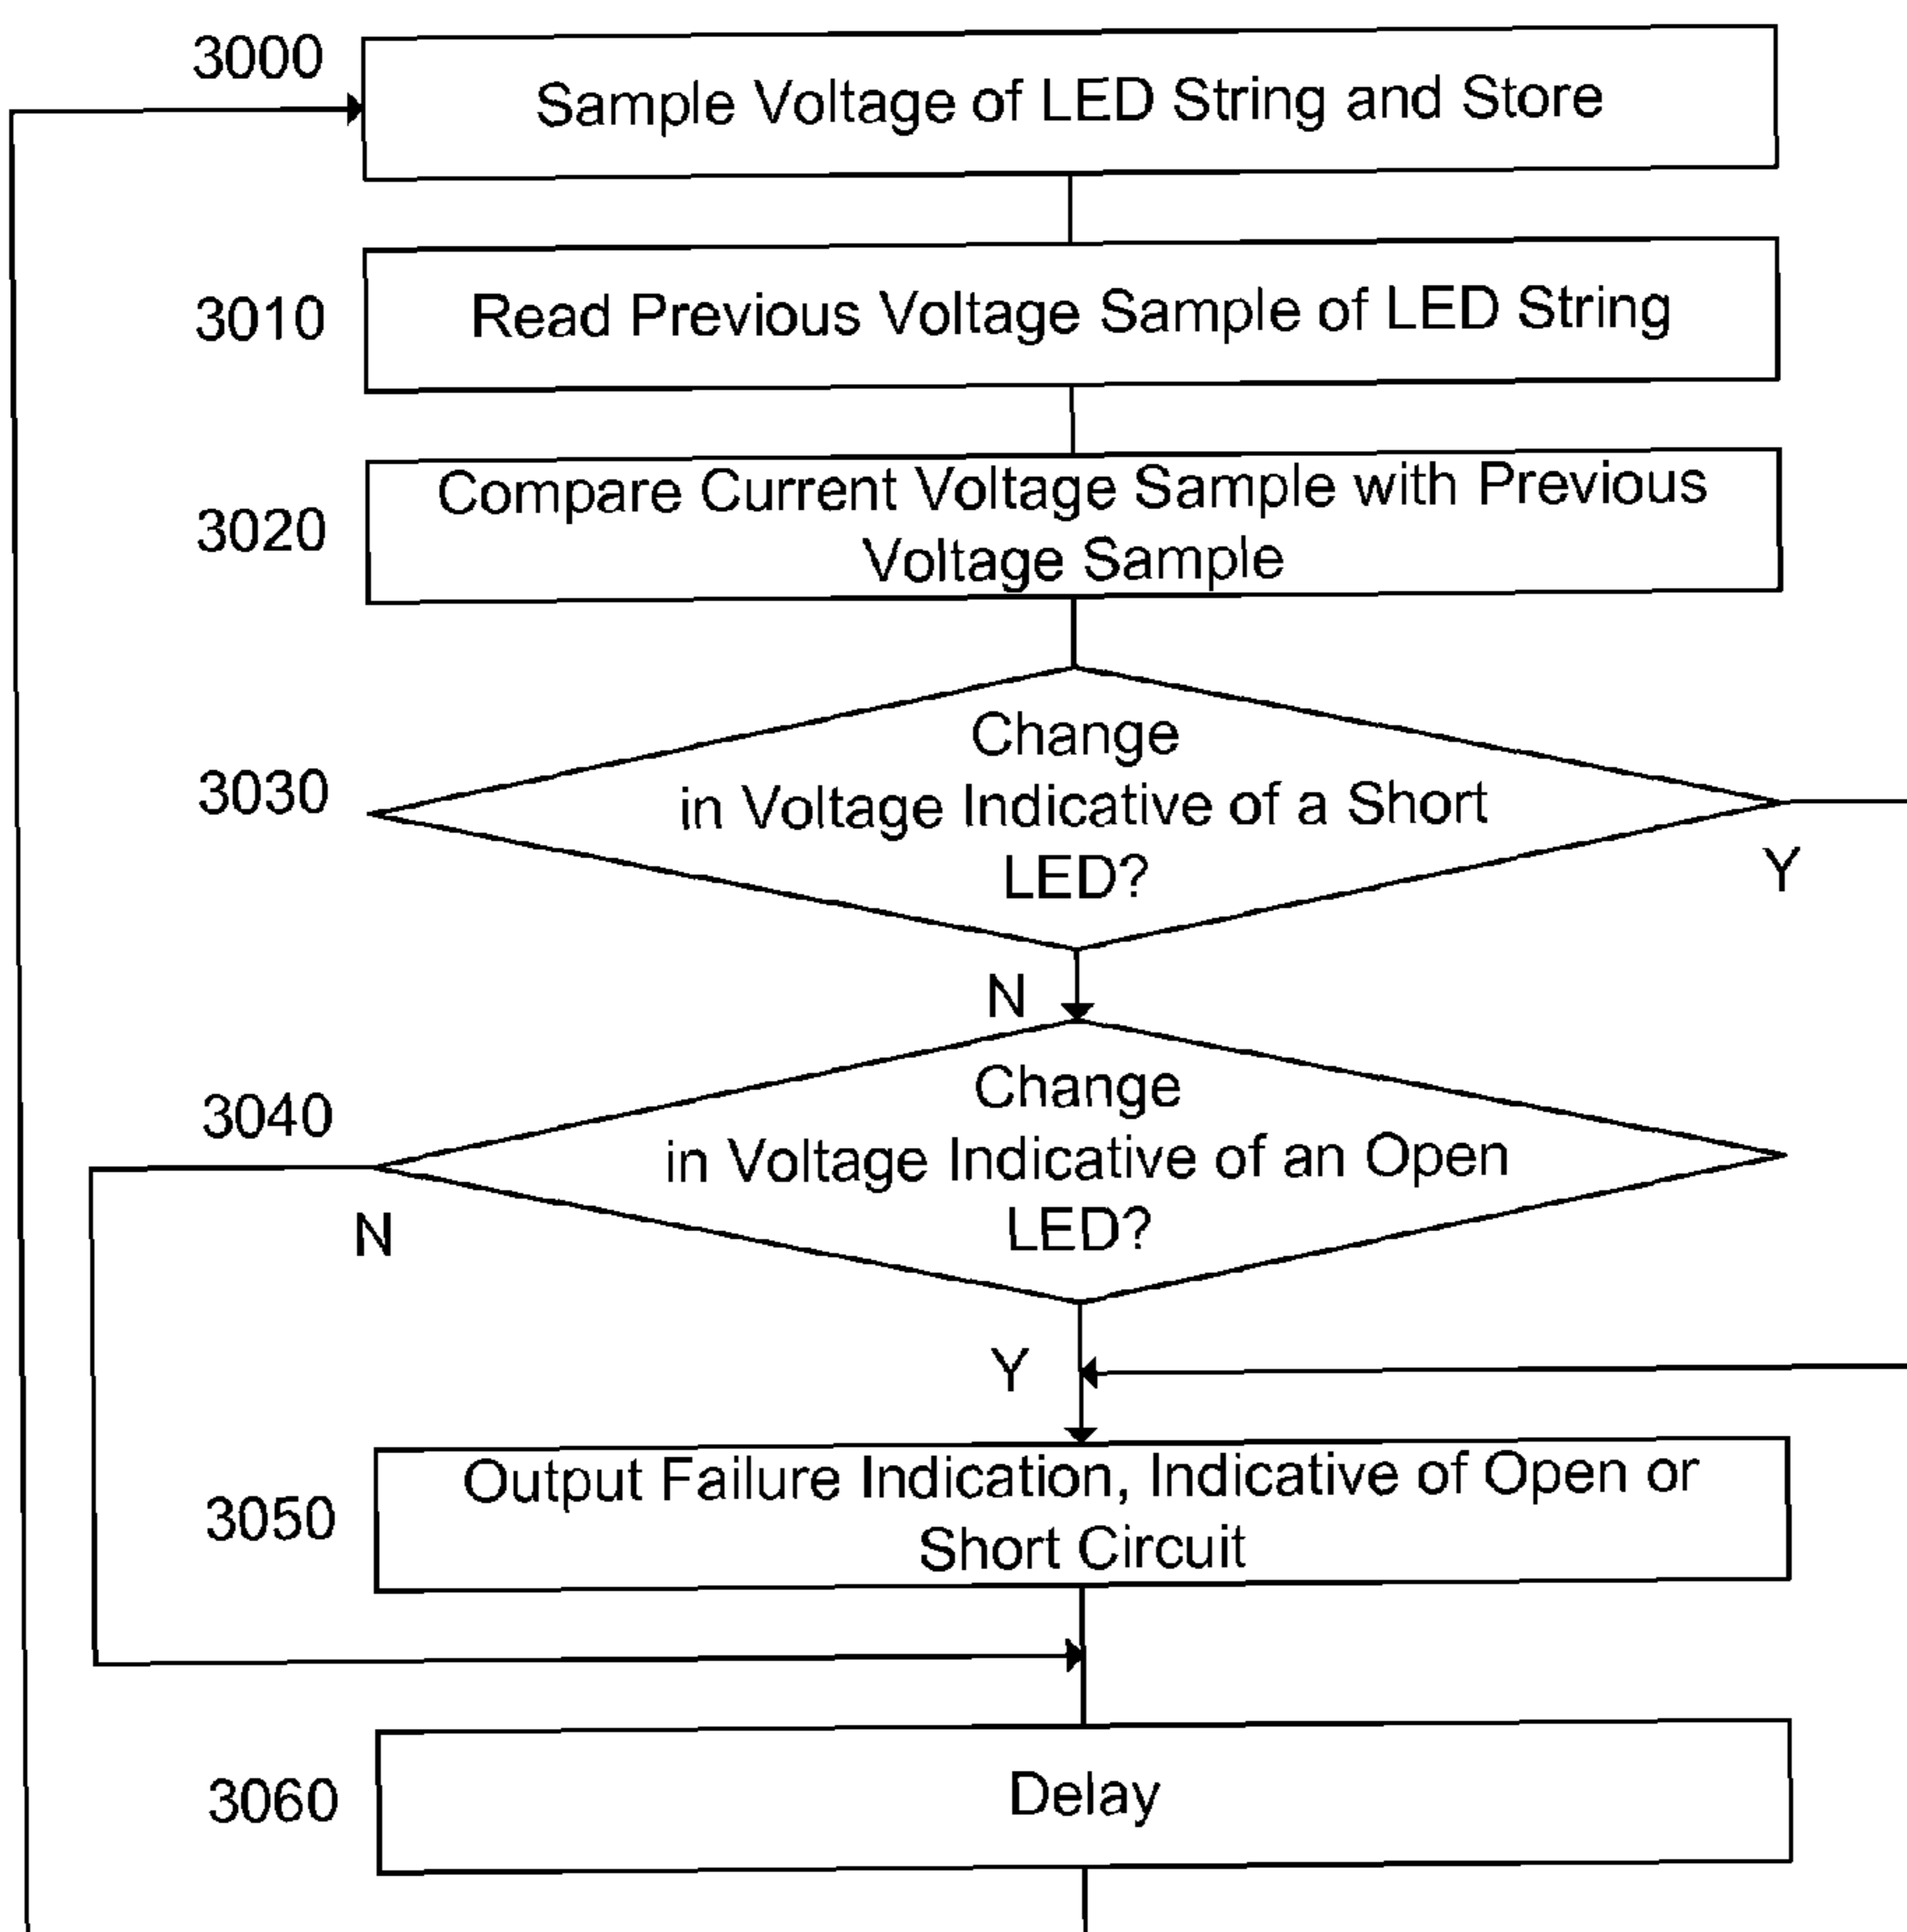 3000
Sample Voltage of LED String and Store
3010
Read Previous Voltage Sample of LED String
3020
Compare Current Voltage Sample with Previous
Voltage Sample
3030
Change
in Voltage Indicative of a Short
LED?
Y
N
3040
Change
in Voltage Indicative of an Open
LED?
N
Y
3050
Output Failure Indication, Indicative of Open or
Short Circuit
3060
Delay